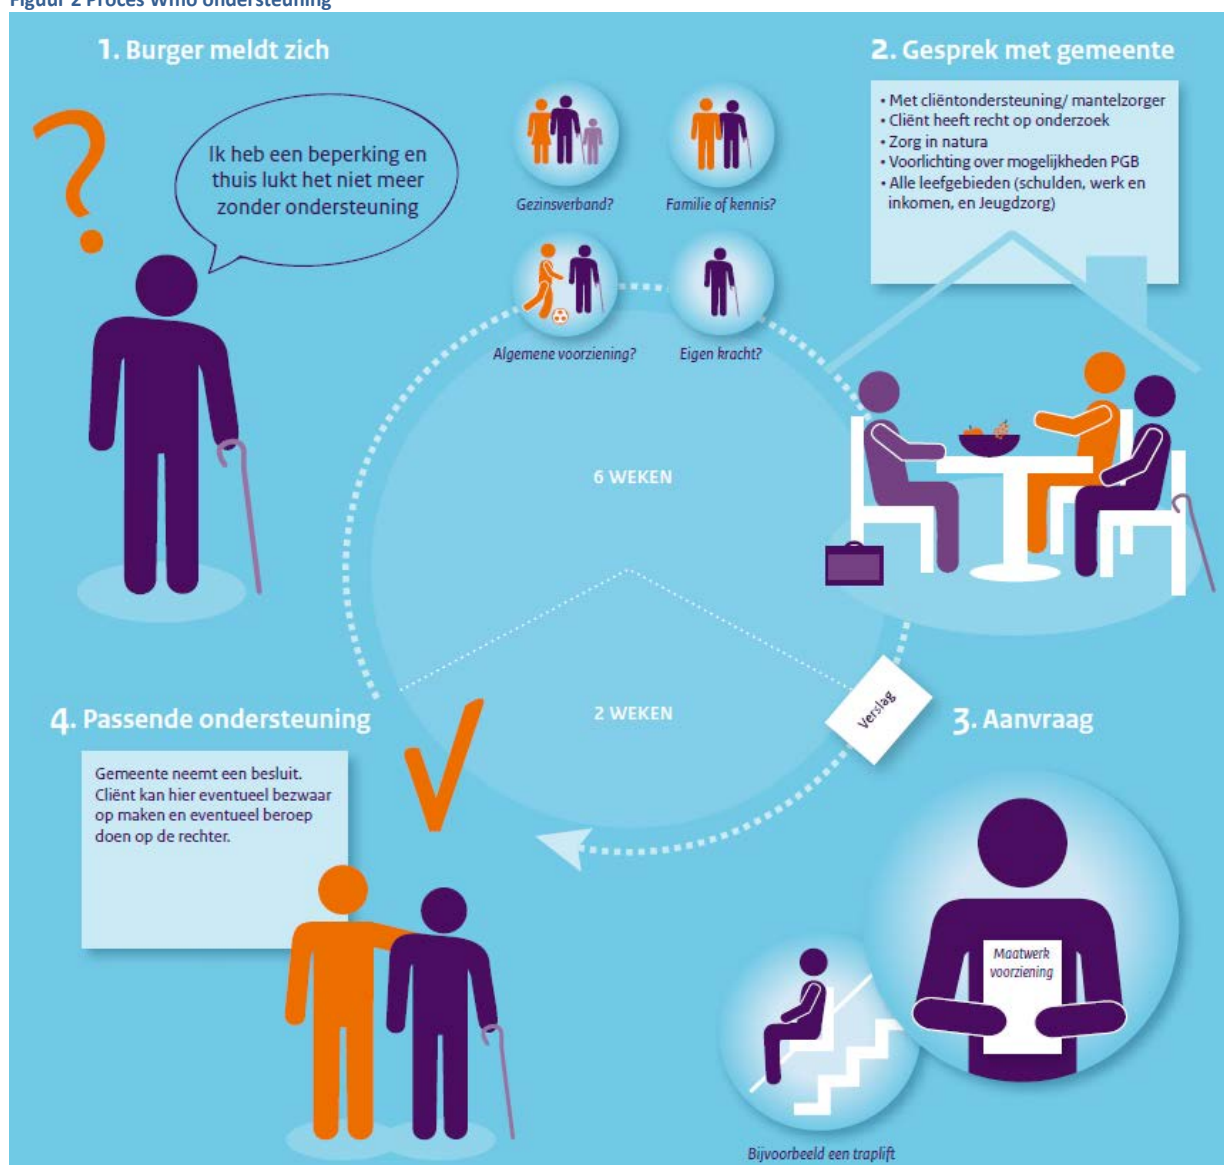 Figuur 2 Proces Wmo ondersteuning
1. Burger meldt zich
Ik heb een beperking en
thuis lukt het niet meer
zonder ondersteuning
Gezinsverband?
Familie of kennis?
Algemene voorziening?
Eigen kracht?
2. Gesprek met gemeente
• Met cliëntondersteuning/ mantelzorger
• Cliënt heeft recht op onderzoek
• Zorg in natura
• Voorlichting over mogelijkheden PGB
• Alle leefgebieden (schulden, werk en
inkomen, en Jeugdzorg)
6 WEKEN
2 WEKEN
Verslag
3. Aanvraag
Maatwerk
voorziening
Bijvoorbeeld een traplift
4. Passende ondersteuning
Gemeente neemt een besluit.
Cliënt kan hier eventueel bezwaar
op maken en eventueel beroep
doen op de rechter.